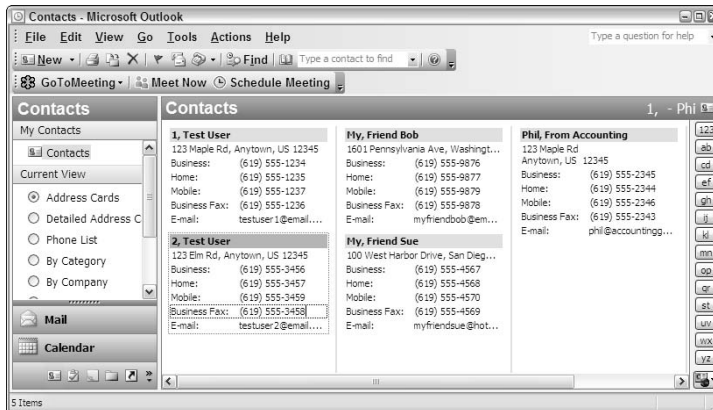 Contacts - Microsoft Outlook
File Edit View Go Tools Actions Help Type a question for help
New Find Type a contact to find
GoToMeeting Meet Now Schedule Meeting
Contacts
My Contacts
Contacts
Current View
Address Cards
Detailed Address C
Phone List
By Category
By Company
Mail
Calendar
5 Items
Contacts 1, - Phi
1, Test User
123 Maple Rd, Anytown, US 12345
Business: (619) 555-1234
Home: (619) 555-1235
Mobile: (619) 555-1237
Business Fax: (619) 555-1236
E-mail: testuser1@email....
2, Test User
123 Elm Rd, Anytown, US 12345
Business: (619) 555-3456
Home: (619) 555-3457
Mobile: (619) 555-3459
Business Fax: (619) 555-3458
E-mail: testuser2@email....
My, Friend Bob
1601 Pennsylvania Ave, Washingt...
Business: (619) 555-9876
Home: (619) 555-9877
Mobile: (619) 555-9879
Business Fax: (619) 555-9878
E-mail: myfriendbob@em...
My, Friend Sue
100 West Harbor Drive, San Dieg...
Business: (619) 555-4567
Home: (619) 555-4568
Mobile: (619) 555-4570
Business Fax: (619) 555-4569
E-mail: myfriendsue@hot...
Phil, From Accounting
123 Maple Rd
Anytown, US 12345
Business: (619) 555-2345
Home: (619) 555-2344
Mobile: (619) 555-2346
Business Fax: (619) 555-2343
E-mail: phil@accountingg...
123
ab
cd
ef
gh
ij
kl
mn
op
qr
st
uv
wx
yz